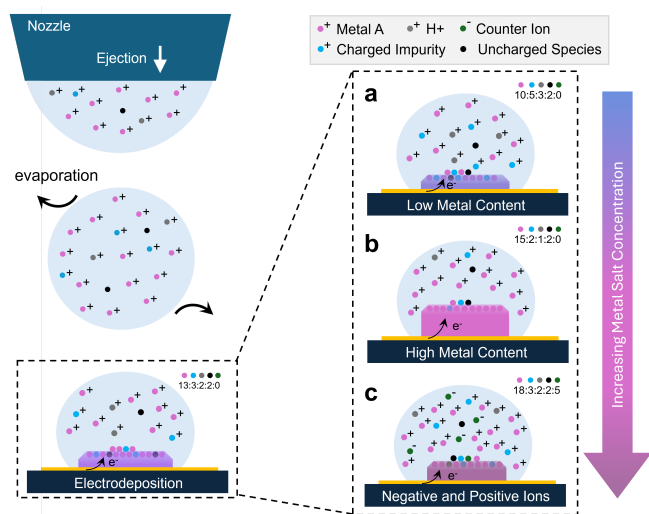 Nozzle
Ejection
+ Metal A
+ H+
- Counter Ion
+ Charged Impurity
Uncharged Species
evaporation
13:3:2:2:0
e-
Electrodeposition
a
10:5:3:2:0
e-
Low Metal Content
b
15:2:1:2:0
e-
High Metal Content
c
18:3:2:2:5
e-
Negative and Positive Ions
Increasing Metal Salt Concentration